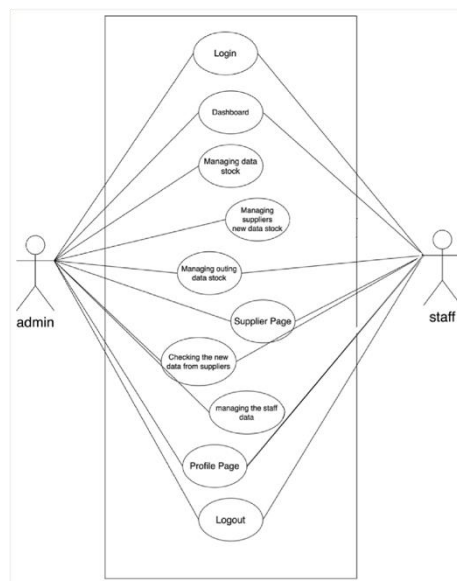 Login
Dashboard
Managing data
stock
Managing
suppliers
new data stock
Managing outing
data stock
admin
staff
Supplier Page
Checking the new
data from suppliers
managing the staff
data
Profile Page
Logout